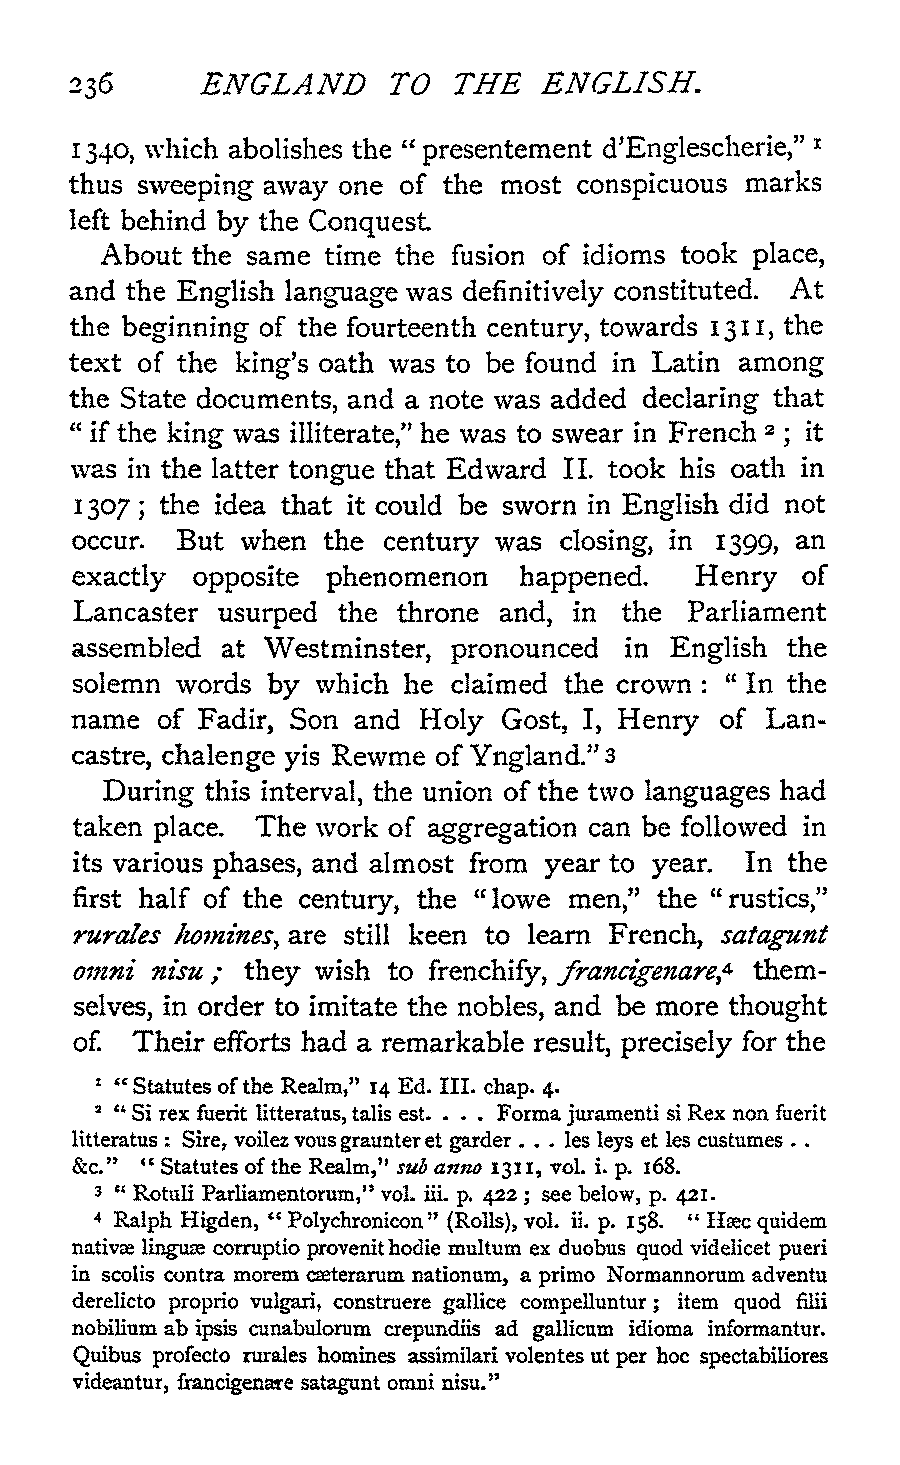 236 ENGLAND TO THE ENGLISH.
1340, which abolishes the “ presentement d'Englescherie,” ¹
thus sweeping away one of the most conspicuous marks
left behind by the Conquest.
About the same time the fusion of idioms took place,
and the English language was definitively constituted. At
the beginning of the fourteenth century, towards 1311, the
text of the king's oath was to be found in Latin among
the State documents, and a note was added declaring that
“ if the king was illiterate,” he was to swear in French ² ; it
was in the latter tongue that Edward II. took his oath in
1307 ; the idea that it could be sworn in English did not
occur. But when the century was closing, in 1399, an
exactly opposite phenomenon happened. Henry of
Lancaster usurped the throne and, in the Parliament
assembled at Westminster, pronounced in English the
solemn words by which he claimed the crown : “ In the
name of Fadir, Son and Holy Gost, I, Henry of Lan-
castre, chalenge yis Rewme of Yngland.” ³
During this interval, the union of the two languages had
taken place. The work of aggregation can be followed in
its various phases, and almost from year to year. In the
first half of the century, the “lowe men,” the “ rustics,”
rurales homines, are still keen to learn French, satagunt
omni nisu ; they wish to frenchify, francigenare,⁴ them-
selves, in order to imitate the nobles, and be more thought
of. Their efforts had a remarkable result, precisely for the
¹ “ Statutes of the Realm,” 14 Ed. III. chap. 4.
² “ Si rex fuerit litteratus, talis est. . . . Forma juramenti si Rex non fuerit
litteratus : Sire, voilez vous graunter et garder . . . les leys et les custumes . .
&c.” “ Statutes of the Realm,” sub anno 1311, vol. i. p. 168.
³ “ Rotuli Parliamentorum,” vol. iii. p. 422 ; see below, p. 421.
⁴ Ralph Higden, “ Polychronicon ” (Rolls), vol. ii. p. 158. “ Hæc quidem
nativæ linguæ corruptio provenit hodie multum ex duobus quod videlicet pueri
in scolis contra morem cæterarum nationum, a primo Normannorum adventu
derelicto proprio vulgari, construere gallice compelluntur ; item quod filii
nobilium ab ipsis cunabulorum crepundiis ad gallicum idioma informantur.
Quibus profecto rurales homines assimilari volentes ut per hoc spectabiliores
videantur, francigenare satagunt omni nisu.”